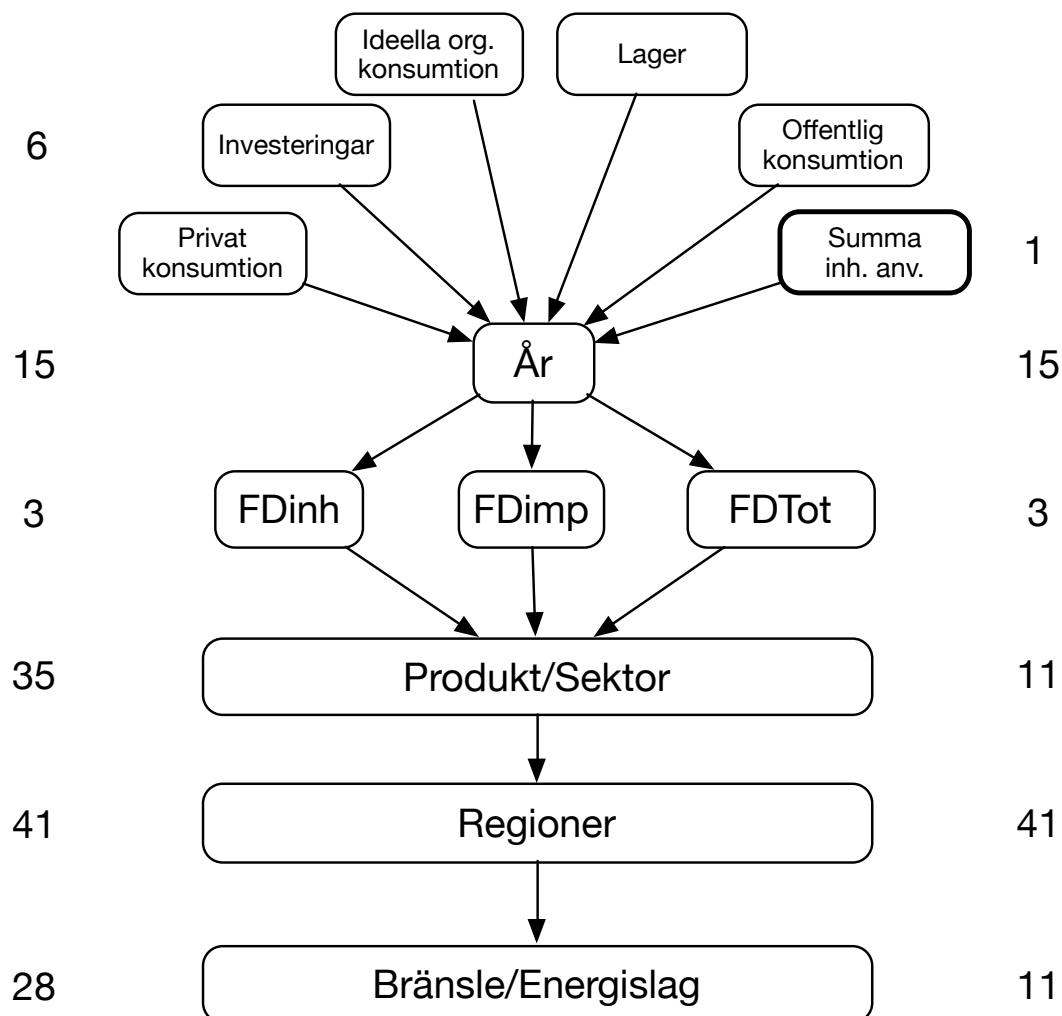 Ideella org.
konsumtion
Lager
6
Investeringar
Offentlig
konsumtion
Privat
konsumtion
Summa
inh. anv.
1
15
År
15
3
FDinh
FDimp
FDTot
3
35
Produkt/Sektor
11
41
Regioner
41
28
Bränsle/Energislag
11